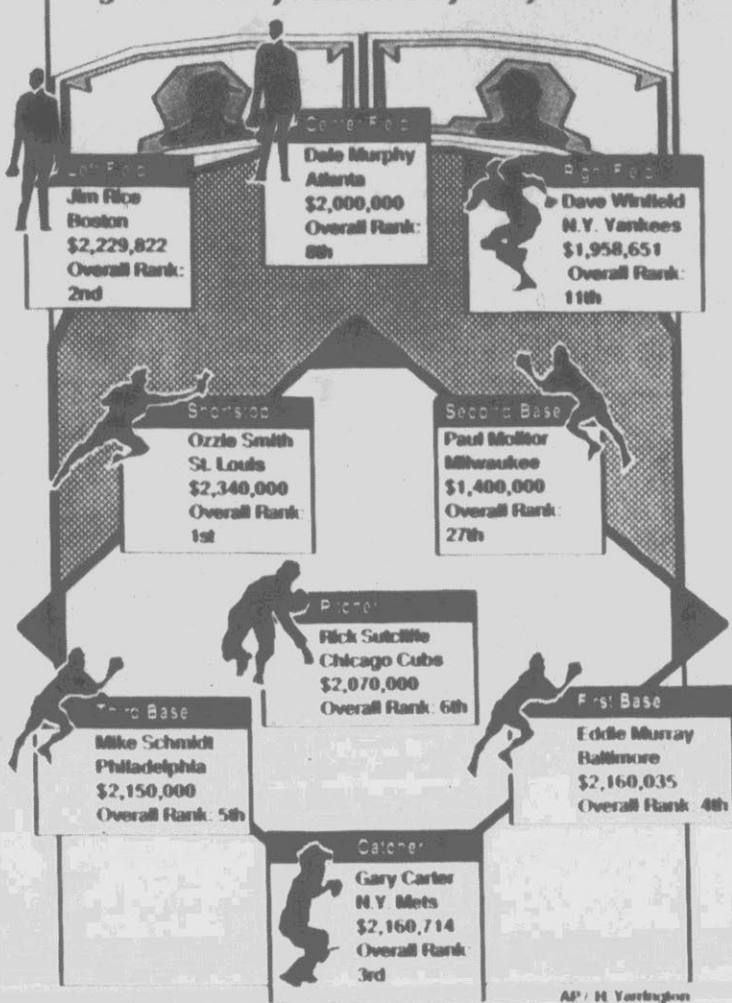 Center Field
Dale Murphy
Atlanta
$2,000,000
Overall Rank:
8th
Left Field
Jim Rice
Boston
$2,229,822
Overall Rank:
2nd
Right Field
Dave Winfield
N.Y. Yankees
$1,958,651
Overall Rank:
11th
Shortstop
Ozzie Smith
St. Louis
$2,340,000
Overall Rank:
1st
Second Base
Paul Molitor
Milwaukee
$1,400,000
Overall Rank:
27th
Pitcher
Rick Sutcliffe
Chicago Cubs
$2,070,000
Overall Rank: 6th
Third Base
Mike Schmidt
Philadelphia
$2,150,000
Overall Rank: 5th
First Base
Eddie Murray
Baltimore
$2,160,035
Overall Rank: 4th
Catcher
Gary Carter
N.Y. Mets
$2,160,714
Overall Rank:
3rd
AP / H. Yarrington